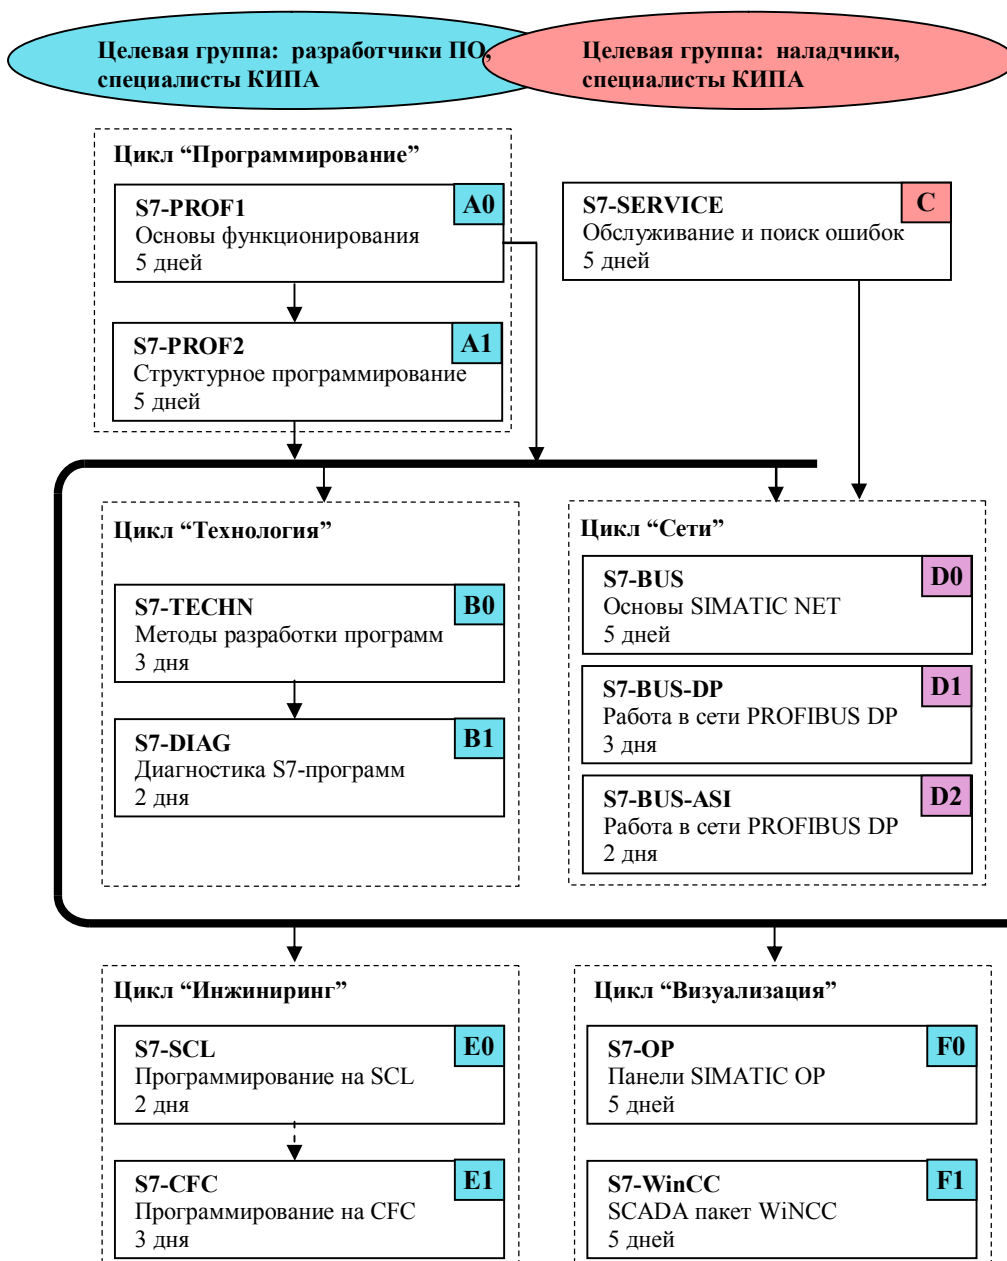 Целевая группа: разработчики ПО,
специалисты КИПА
Целевая группа: наладчики,
специалисты КИПА
Цикл “Программирование”
S7-PROF1
A0
Основы функционирования
5 дней
S7-PROF2
A1
Структурное программирование
5 дней
S7-SERVICE
C
Обслуживание и поиск ошибок
5 дней
Цикл “Технология”
S7-TECHN
B0
Методы разработки программ
3 дня
S7-DIAG
B1
Диагностика S7-программ
2 дня
Цикл “Сети”
S7-BUS
D0
Основы SIMATIC NET
5 дней
S7-BUS-DP
D1
Работа в сети PROFIBUS DP
3 дня
S7-BUS-ASI
D2
Работа в сети PROFIBUS DP
2 дня
Цикл “Инжиниринг”
S7-SCL
E0
Программирование на SCL
2 дня
S7-CFC
E1
Программирование на CFC
3 дня
Цикл “Визуализация”
S7-OP
F0
Панели SIMATIC OP
5 дней
S7-WinCC
F1
SCADA пакет WiNCC
5 дней